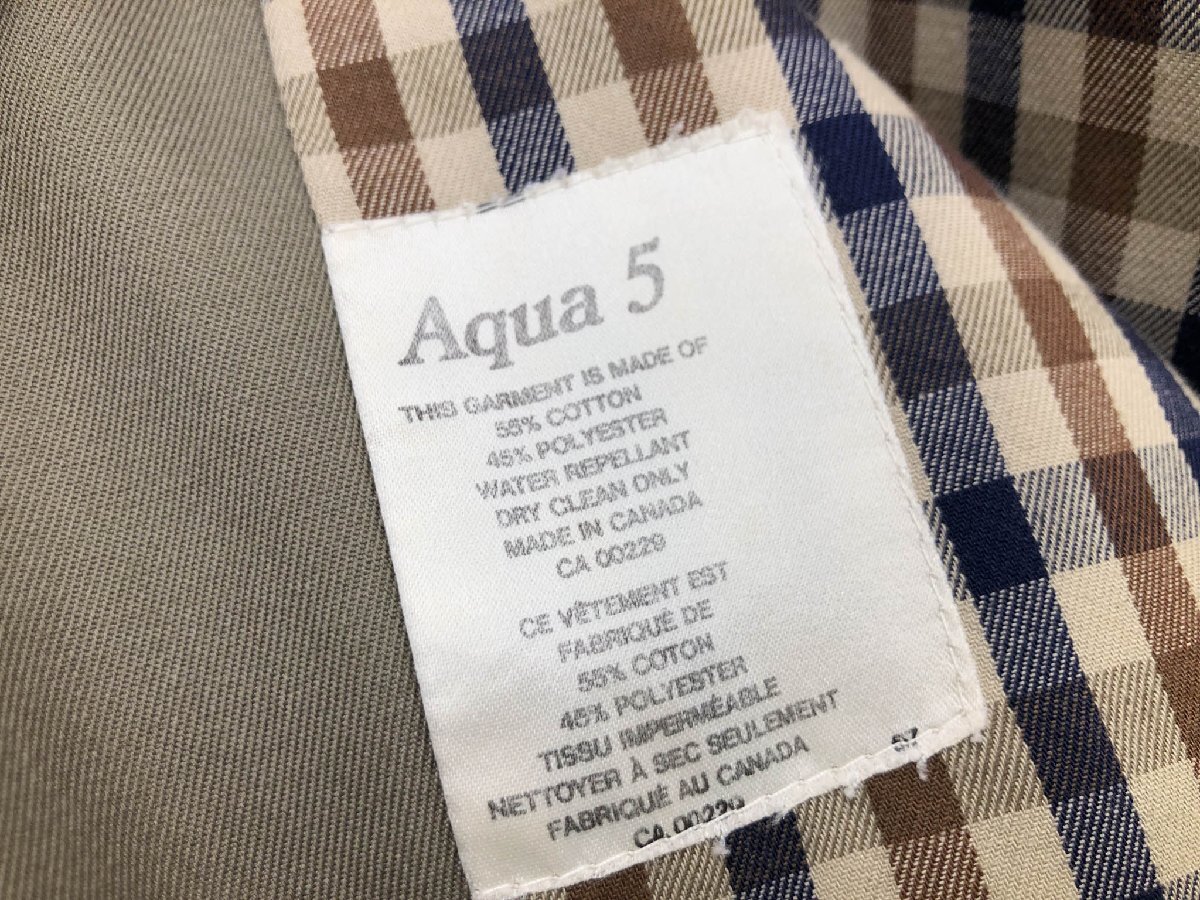 Aqua 5
THIS GARMENT IS MADE OF
55% COTTON
45% POLYESTER
WATER REPELLANT
DRY CLEAN ONLY
MADE IN CANADA
CA 00229
CE VÊTEMENT EST
FABRIQUÉ DE
55% COTON
45% POLYESTER
TISSU IMPERMÉABLE
NETTOYER À SEC SEULEMENT
FABRIQUÉ AU CANADA
CA 00229